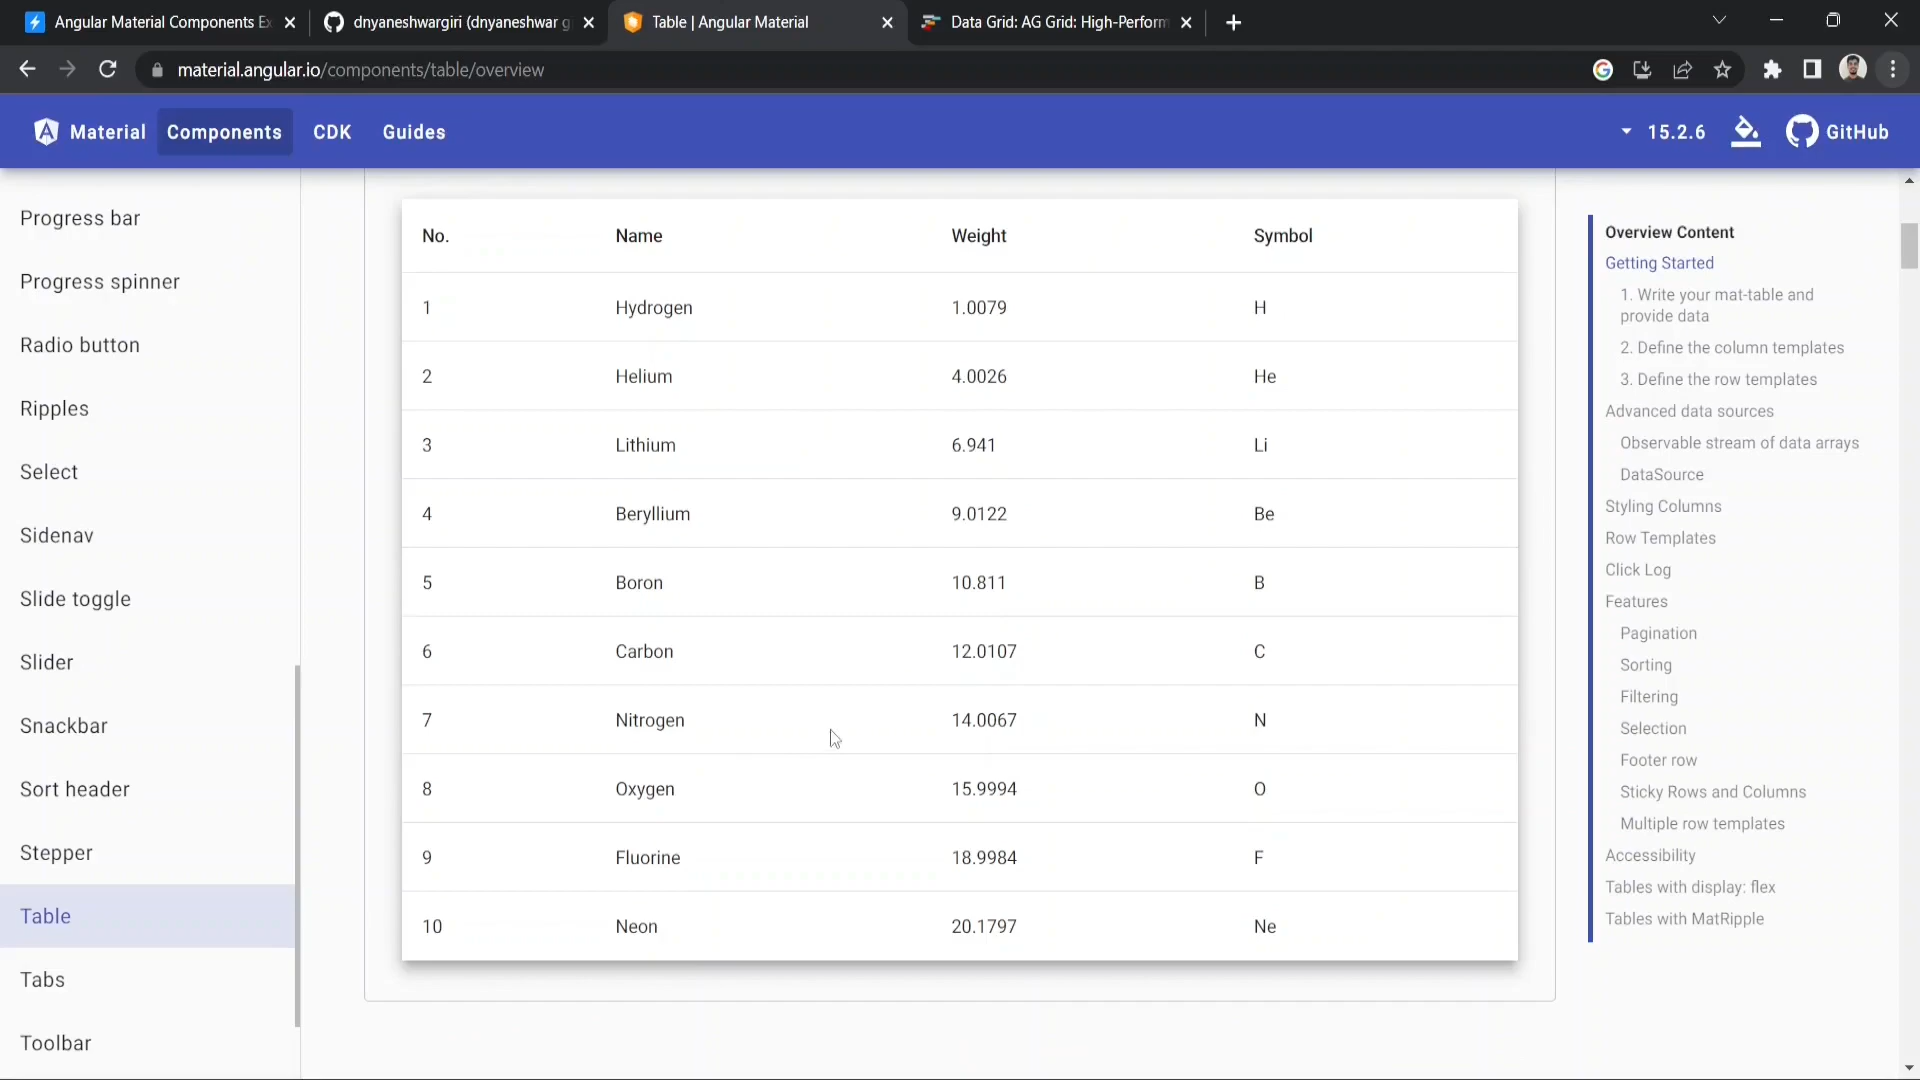 Angular Material Components Ex
dnyaneshwargiri (dnyaneshwar g
Table | Angular Material
Data Grid: AG Grid: High-Perform
material.angular.io/components/table/overview
Material Components CDK Guides
15.2.6 GitHub
Progress bar
Progress spinner
Radio button
Ripples
Select
Sidenav
Slide toggle
Slider
Snackbar
Sort header
Stepper
Table
Tabs
Toolbar
No. Name Weight Symbol
1 Hydrogen 1.0079 H
2 Helium 4.0026 He
3 Lithium 6.941 Li
4 Beryllium 9.0122 Be
5 Boron 10.811 B
6 Carbon 12.0107 C
7 Nitrogen 14.0067 N
8 Oxygen 15.9994 O
9 Fluorine 18.9984 F
10 Neon 20.1797 Ne
Overview Content
Getting Started
1. Write your mat-table and
provide data
2. Define the column templates
3. Define the row templates
Advanced data sources
Observable stream of data arrays
DataSource
Styling Columns
Row Templates
Click Log
Features
Pagination
Sorting
Filtering
Selection
Footer row
Sticky Rows and Columns
Multiple row templates
Accessibility
Tables with display: flex
Tables with MatRipple